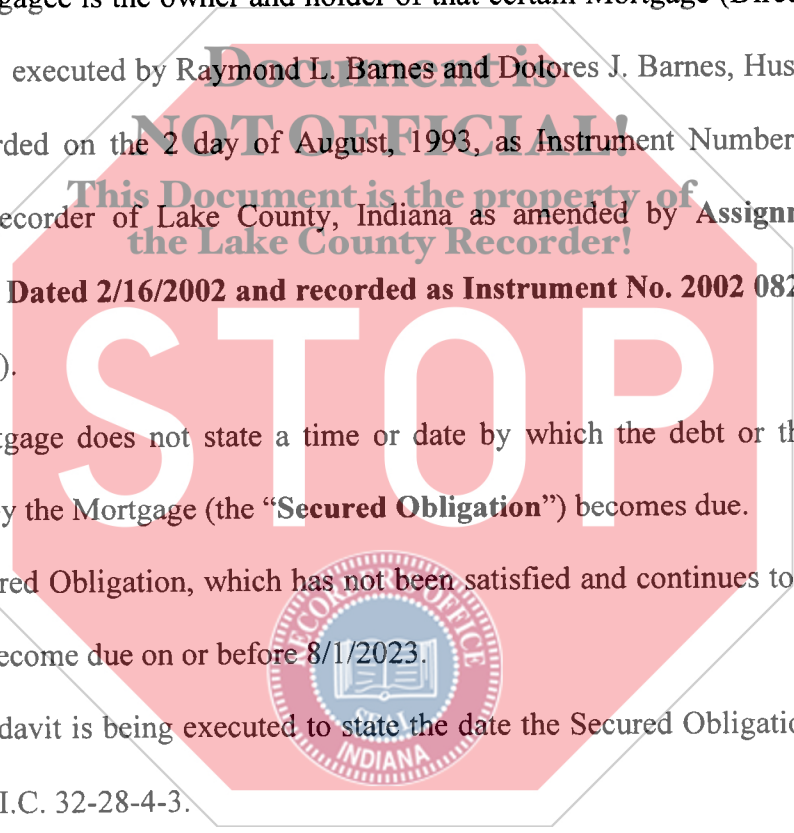 gagee is the owner and holder of that certain Mortgage (Direc
Document is
executed by Raymond L. Barnes and Dolores J. Barnes, Hus
NOT OFFICIAL!
rded on the 2 day of August, 1993, as Instrument Number
This Document is the property of
ecorder of Lake County, Indiana as amended by Assignm
the Lake County Recorder!
Dated 2/16/2002 and recorded as Instrument No. 2002 082
).
STOP
tgage does not state a time or date by which the debt or th
y the Mortgage (the “Secured Obligation”) becomes due.
red Obligation, which has not been satisfied and continues to
ecome due on or before 8/1/2023.
RECORDER'S OFFICE
SEAL
INDIANA
davit is being executed to state the date the Secured Obligatio
I.C. 32-28-4-3.